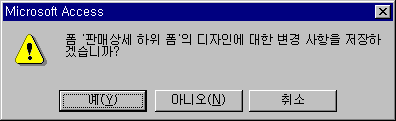 Microsoft Access
폼 '판매상세 하위 폼'의 디자인에 대한 변경 사항을 저장하
겠습니까?
예(Y)
아니오(N)
취소